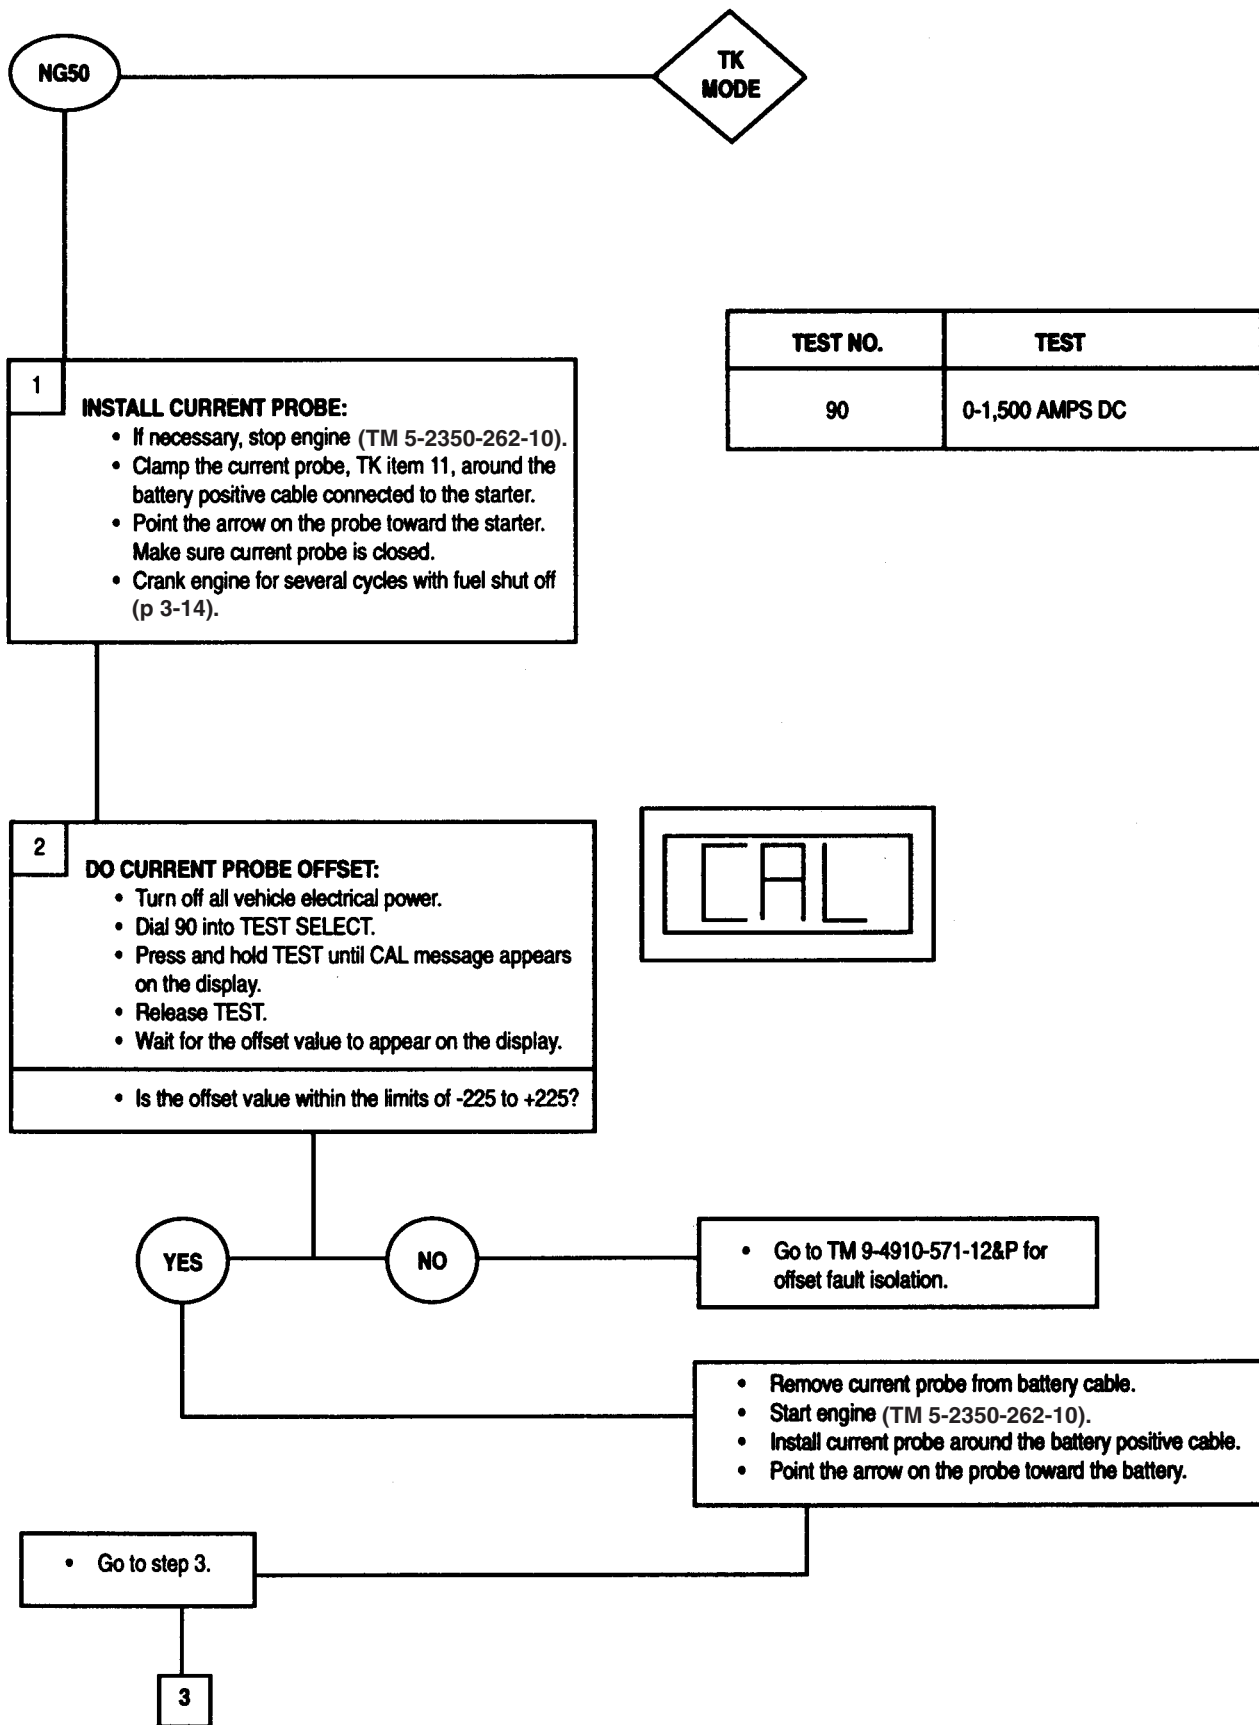 NG50
TK
MODE
TEST NO.
TEST
90
0-1,500 AMPS DC
1
INSTALL CURRENT PROBE:
• If necessary, stop engine (TM 5-2350-262-10).
• Clamp the current probe, TK item 11, around the
battery positive cable connected to the starter.
• Point the arrow on the probe toward the starter.
Make sure current probe is closed.
• Crank engine for several cycles with fuel shut off
(p 3-14).
2
DO CURRENT PROBE OFFSET:
• Turn off all vehicle electrical power.
• Dial 90 into TEST SELECT.
• Press and hold TEST until CAL message appears
on the display.
• Release TEST.
• Wait for the offset value to appear on the display.
• Is the offset value within the limits of -225 to +225?
CAL
YES
NO
• Go to TM 9-4910-571-12&P for
offset fault isolation.
• Remove current probe from battery cable.
• Start engine (TM 5-2350-262-10).
• Install current probe around the battery positive cable.
• Point the arrow on the probe toward the battery.
• Go to step 3.
3